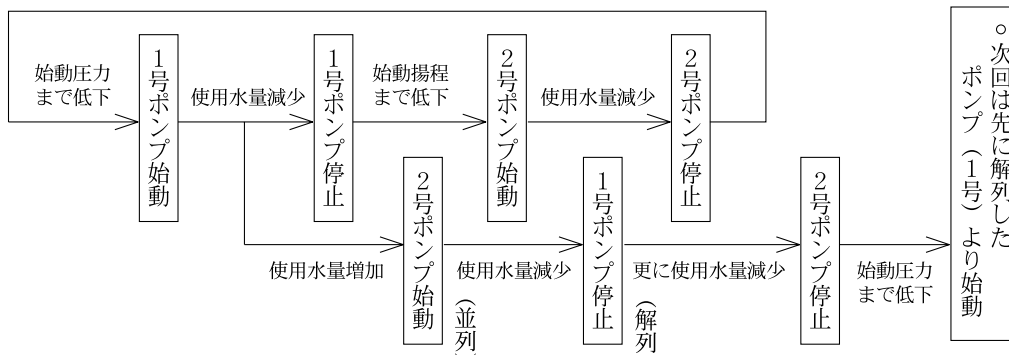 始動圧力
まで低下
1号ポンプ始動
使用水量減少
1号ポンプ停止
始動揚程
まで低下
2号ポンプ始動
使用水量減少
2号ポンプ停止
使用水量増加
2号ポンプ始動
(並列
使用水量減少
1号ポンプ停止
(解列
更に使用水量減少
2号ポンプ停止
始動圧力
まで低下
○次回は先に解列した
ポンプ(1号)より始動